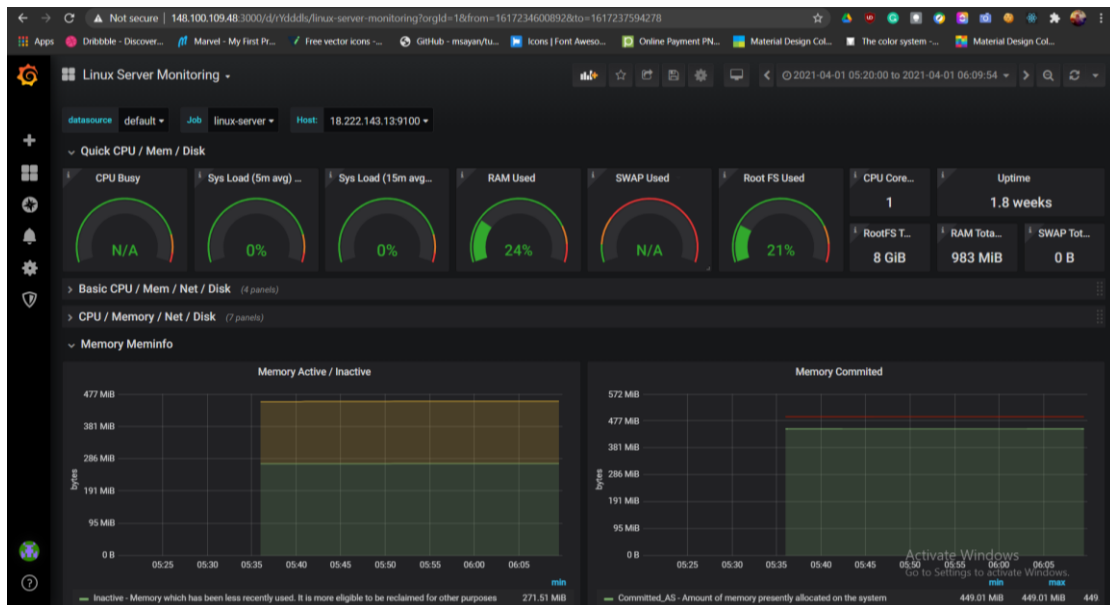 Not secure | 148.100.109.48:3000/d/rYdddls/linux-server-monitoring?orgId=1&from=1617234600892&to=1617237594278
Apps Dribbble - Discover... Marvel - My First Pr... Free vector icons -... GitHub - msayan/tu... Icons | Font Aweso... Online Payment PN... Material Design Col... The color system -... Material Design Col...
Linux Server Monitoring
2021-04-01 05:20:00 to 2021-04-01 06:09:54
datasource default Job linux-server Host: 18.222.143.13:9100
Quick CPU / Mem / Disk
CPU Busy
N/A
Sys Load (5m avg) ...
0%
Sys Load (15m avg...
0%
RAM Used
24%
SWAP Used
N/A
Root FS Used
21%
CPU Core...
1
Uptime
1.8 weeks
RootFS T...
8 GiB
RAM Tota...
983 MiB
SWAP Tot...
0 B
Basic CPU / Mem / Net / Disk (4 panels)
CPU / Memory / Net / Disk (7 panels)
Memory Meminfo
Memory Active / Inactive
bytes
477 MiB
381 MiB
286 MiB
191 MiB
95 MiB
0 B
05:25 05:30 05:35 05:40 05:45 05:50 05:55 06:00 06:05
min
Inactive - Memory which has been less recently used. It is more eligible to be reclaimed for other purposes 271.51 MiB
Memory Commited
bytes
572 MiB
477 MiB
381 MiB
286 MiB
191 MiB
95 MiB
0 B
05:25 05:30 05:35 05:40 05:45 05:50 05:55 06:00 06:05
min max
Committed_AS - Amount of memory presently allocated on the system 449.01 MiB 449.01 MiB 449
Activate Windows
Go to Settings to activate Windows.